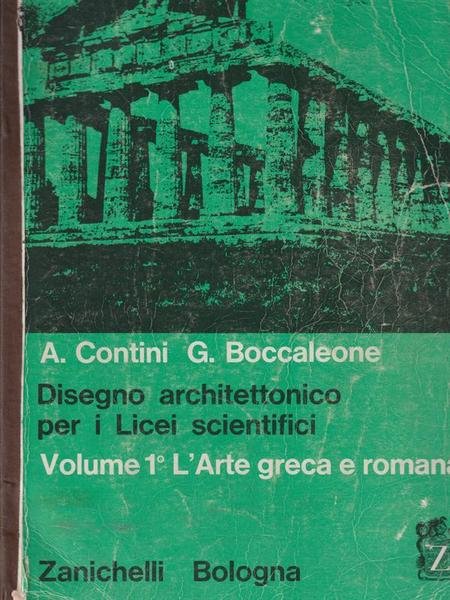 A. Contini G. Boccaleone
Disegno architettonico
per i Licei scientifici
Volume 1° L'Arte greca e romana
Z
Zanichelli Bologna